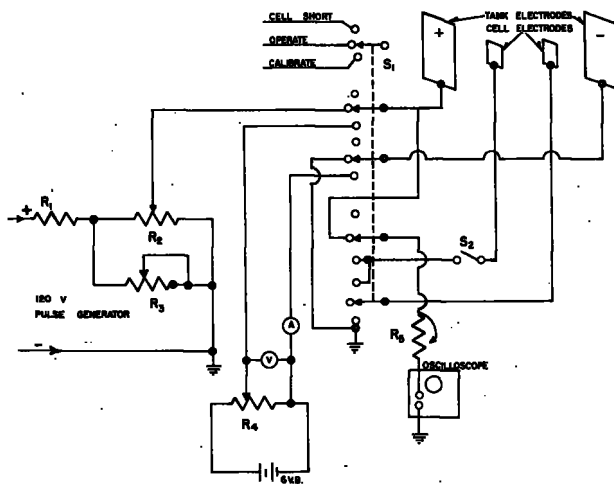 CELL SHORT
OPERATE
CALIBRATE
S1
TANK ELECTRODES
CELL ELECTRODES
+
−
+
R1
R2
R3
120 V
PULSE GENERATOR
-
S2
A
V
R5
OSCILLOSCOPE
R4
6 V.B.